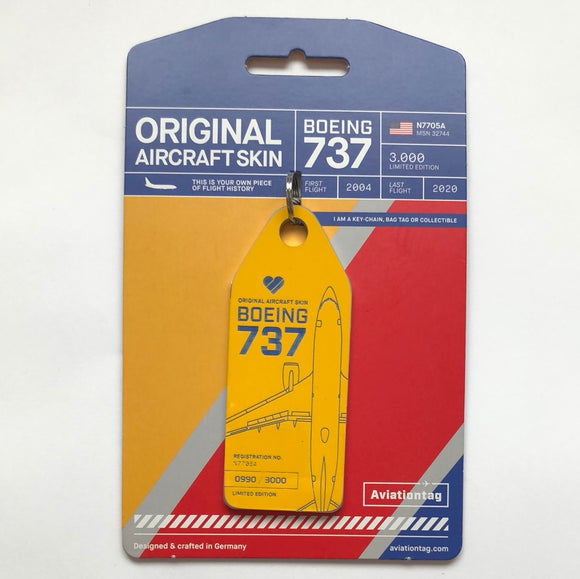 ORIGINAL
AIRCRAFT SKIN
BOEING
737
N7705A
MSN 32744
3.000
LIMITED EDITION
THIS IS YOUR OWN PIECE
OF FLIGHT HISTORY
FIRST
FLIGHT
2004
LAST
FLIGHT
2020
I AM A KEY-CHAIN, BAG TAG OR COLLECTIBLE
ORIGINAL AIRCRAFT SKIN
BOEING
737
REGISTRATION NO.
N7705A
0990 / 3000
LIMITED EDITION
Aviationtag
Designed & crafted in Germany
aviationtag.com